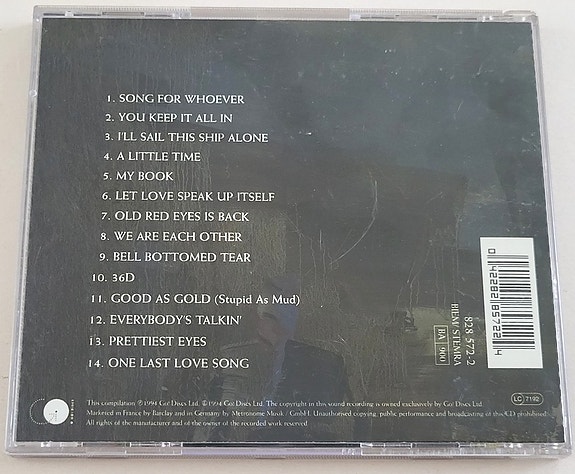 1. SONG FOR WHOEVER
2. YOU KEEP IT ALL IN
3. I'LL SAIL THIS SHIP ALONE
4. A LITTLE TIME
5. MY BOOK
6. LET LOVE SPEAK UP ITSELF
7. OLD RED EYES IS BACK
8. WE ARE EACH OTHER
9. BELL BOTTOMED TEAR
10. 36D
11. GOOD AS GOLD (Stupid As Mud)
12. EVERYBODY'S TALKIN'
13. PRETTIEST EYES
14. ONE LAST LOVE SONG
0 42282 85722 4
828 572-2
BIEM/STEMRA
BA 900
This compilation ℗1994 Go! Discs Ltd. ©1994 Go! Discs Ltd. The copyright in this sound recording is owned exclusively by Go! Discs Ltd.
Marketed in France by Barclay and in Germany by Metronome Musik / GmbH. Unauthorised copying, public performance and broadcasting of this CD prohibited.
All rights of the manufacturer and of the owner of the recorded work reserved
LC 7192